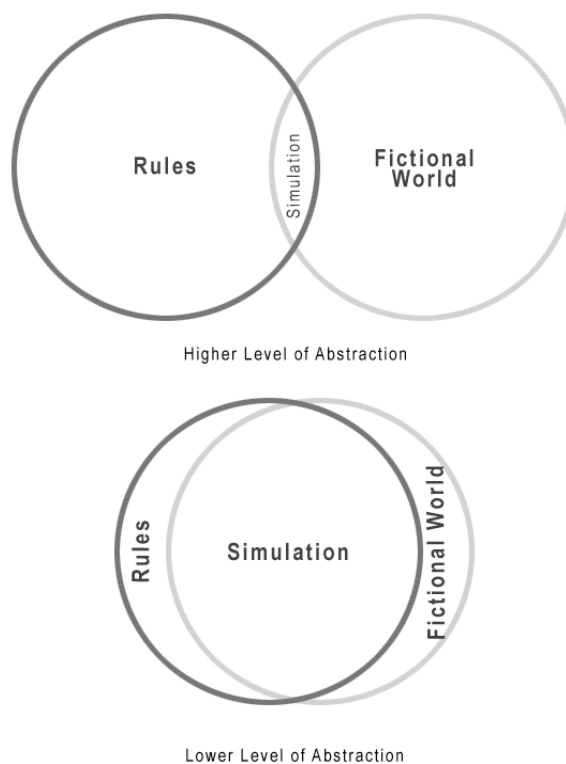 Rules
Simulation
Fictional
World
Higher Level of Abstraction
Rules
Simulation
Fictional World
Lower Level of Abstraction